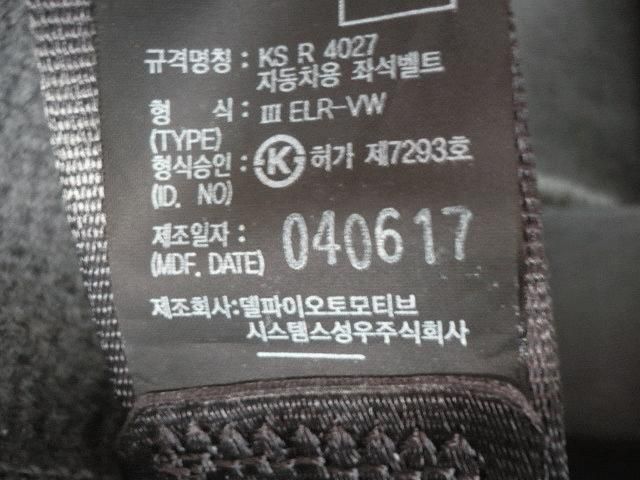 규격명칭 : KS R 4027
자동차용 좌석벨트
형 식 : Ⅲ ELR-VW
(TYPE)
형식승인 : K 허가 제7293호
(ID. NO)
제조일자 : 040617
(MDF. DATE)
제조회사:델파이오토모티브
시스템스성우주식회사